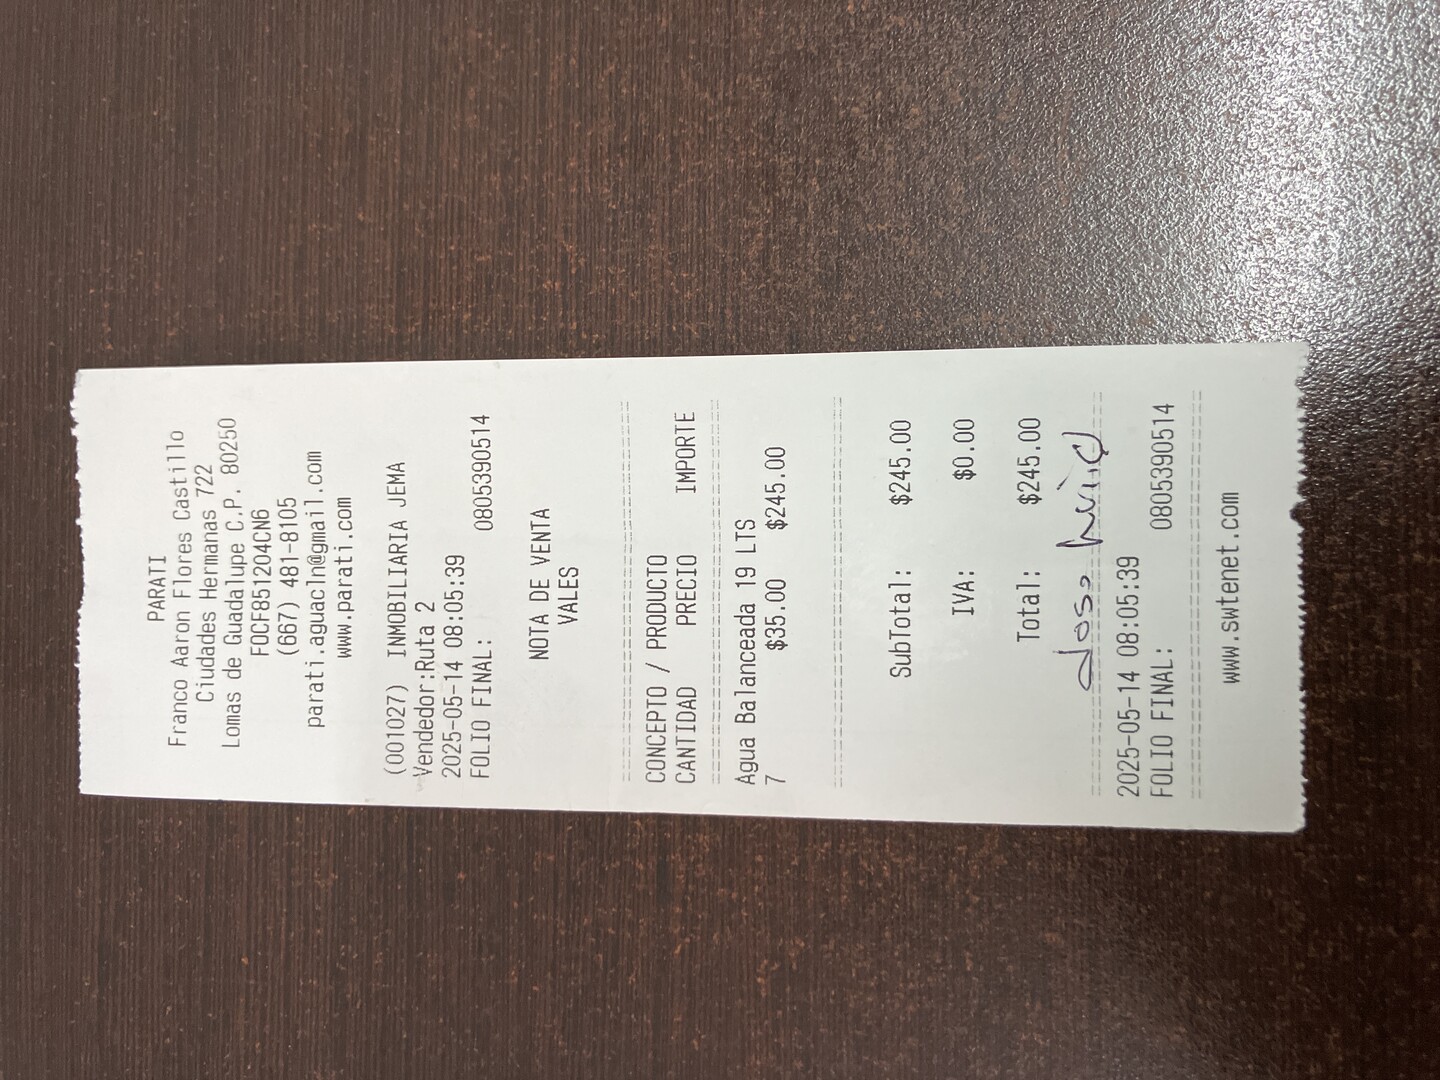 PARATI
Franco Aaron Flores Castillo
Ciudades Hermanas 722
Lomas de Guadalupe C.P. 80250
FOCF851204CN6
(667) 481-8105
parati.aguacln@gmail.com
www.parati.com
(001027) INMOBILIARIA JEMA
Vendedor:Ruta 2
2025-05-14 08:05:39
FOLIO FINAL: 0805390514
NOTA DE VENTA
VALES
CONCEPTO / PRODUCTO
CANTIDAD PRECIO IMPORTE
Agua Balanceada 19 LTS
7 $35.00 $245.00
SubTotal: $245.00
IVA: $0.00
Total: $245.00
2025-05-14 08:05:39
FOLIO FINAL: 0805390514
www.swtenet.com